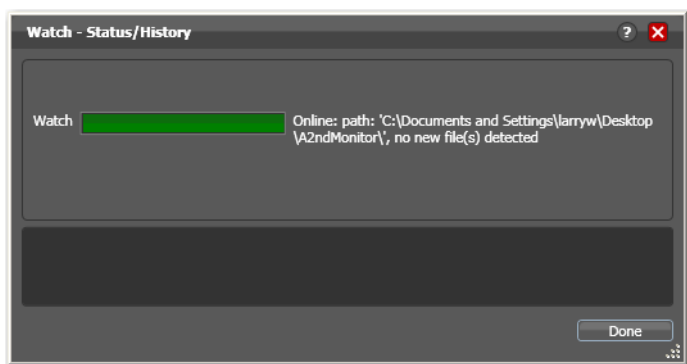 Watch - Status/History
?
Watch
Online: path: 'C:\Documents and Settings\larryw\Desktop
\A2ndMonitor\', no new file(s) detected
Done